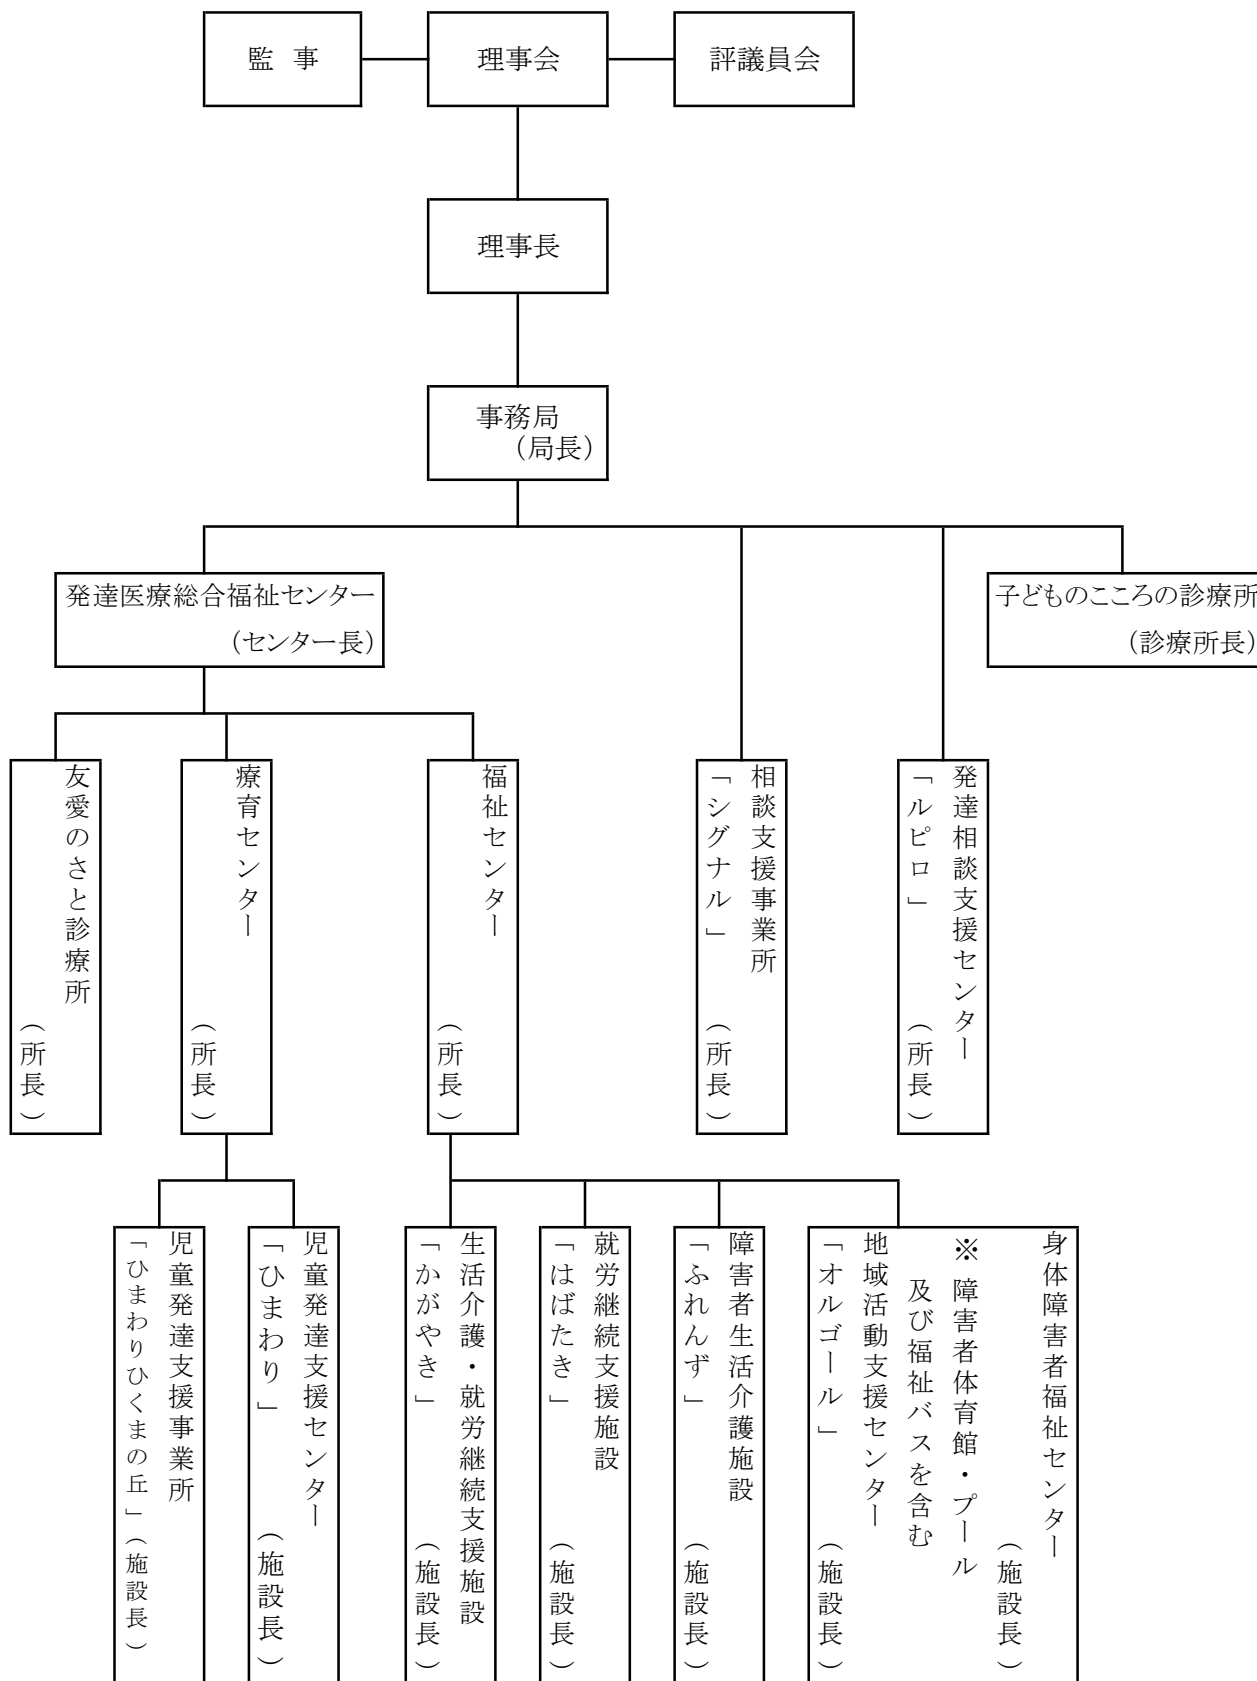 監 事
理事会
評議員会
理事長
事務局
（局長）
発達医療総合福祉センター
（センター長）
子どものこころの診療所
（診療所長）
友愛のさと診療所
（所長）
療育センター
（所長）
福祉センター
（所長）
相談支援事業所
「シグナル」
（所長）
発達相談支援センター
「ルピロ」
（所長）
児童発達支援事業所
「ひまわりひくまの丘」（施設長）
児童発達支援センター
「ひまわり」
（施設長）
生活介護・就労継続支援施設
「かがやき」
（施設長）
就労継続支援施設
「はばたき」
（施設長）
障害者生活介護施設
「ふれんず」
（施設長）
身体障害者福祉センター
（施設長）
※障害者体育館・プール
及び福祉バスを含む
地域活動支援センター
「オルゴール」
（施設長）